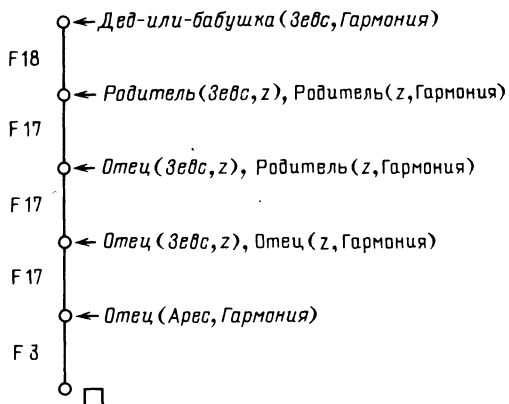 ← Дед-или-бабушка (Зевс, Гармония)
F18
← Родитель (Зевс, z), Родитель (z, Гармония)
F17
← Отец (Зевс, z), Родитель (z, Гармония)
F17
← Отец (Зевс, z), Отец (z, Гармония)
F17
← Отец (Арес, Гармония)
F3
□